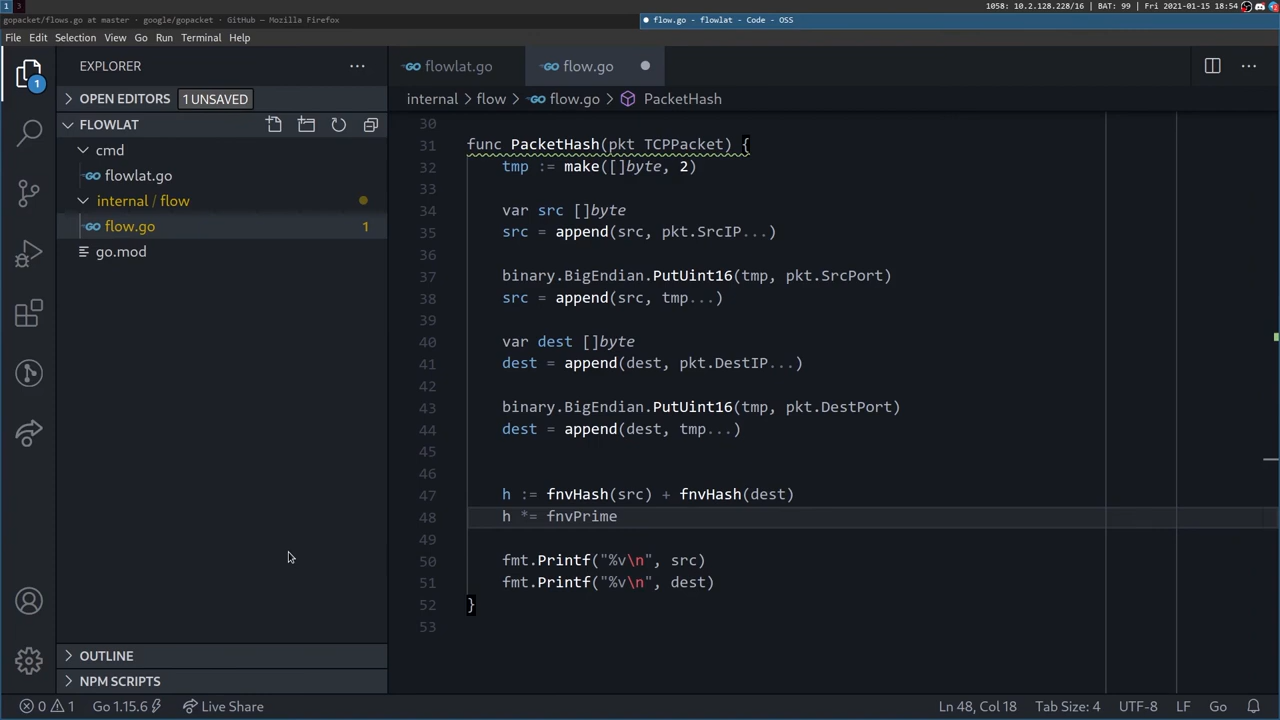 1 3 1058: 10.2.128.228/16 | BAT: 99 | Fri 2021-01-15 18:54
gopacket/flows.go at master · google/gopacket · GitHub — Mozilla Firefox
flow.go - flowlat - Code - OSS
File Edit Selection View Go Run Terminal Help
EXPLORER ···
flowlat.go flow.go ● ···
OPEN EDITORS 1 UNSAVED
internal > flow > flow.go > PacketHash
FLOWLAT
cmd
flowlat.go
internal / flow
flow.go 1
go.mod
1
30
31 func PacketHash(pkt TCPPacket) {
32 tmp := make([]byte, 2)
33
34 var src []byte
35 src = append(src, pkt.SrcIP...)
36
37 binary.BigEndian.PutUint16(tmp, pkt.SrcPort)
38 src = append(src, tmp...)
39
40 var dest []byte
41 dest = append(dest, pkt.DestIP...)
42
43 binary.BigEndian.PutUint16(tmp, pkt.DestPort)
44 dest = append(dest, tmp...)
45
46
47 h := fnvHash(src) + fnvHash(dest)
48 h *= fnvPrime
49
50 fmt.Printf("%v\n", src)
51 fmt.Printf("%v\n", dest)
52 }
53
OUTLINE
NPM SCRIPTS
0 1 Go 1.15.6 Live Share Ln 48, Col 18 Tab Size: 4 UTF-8 LF Go